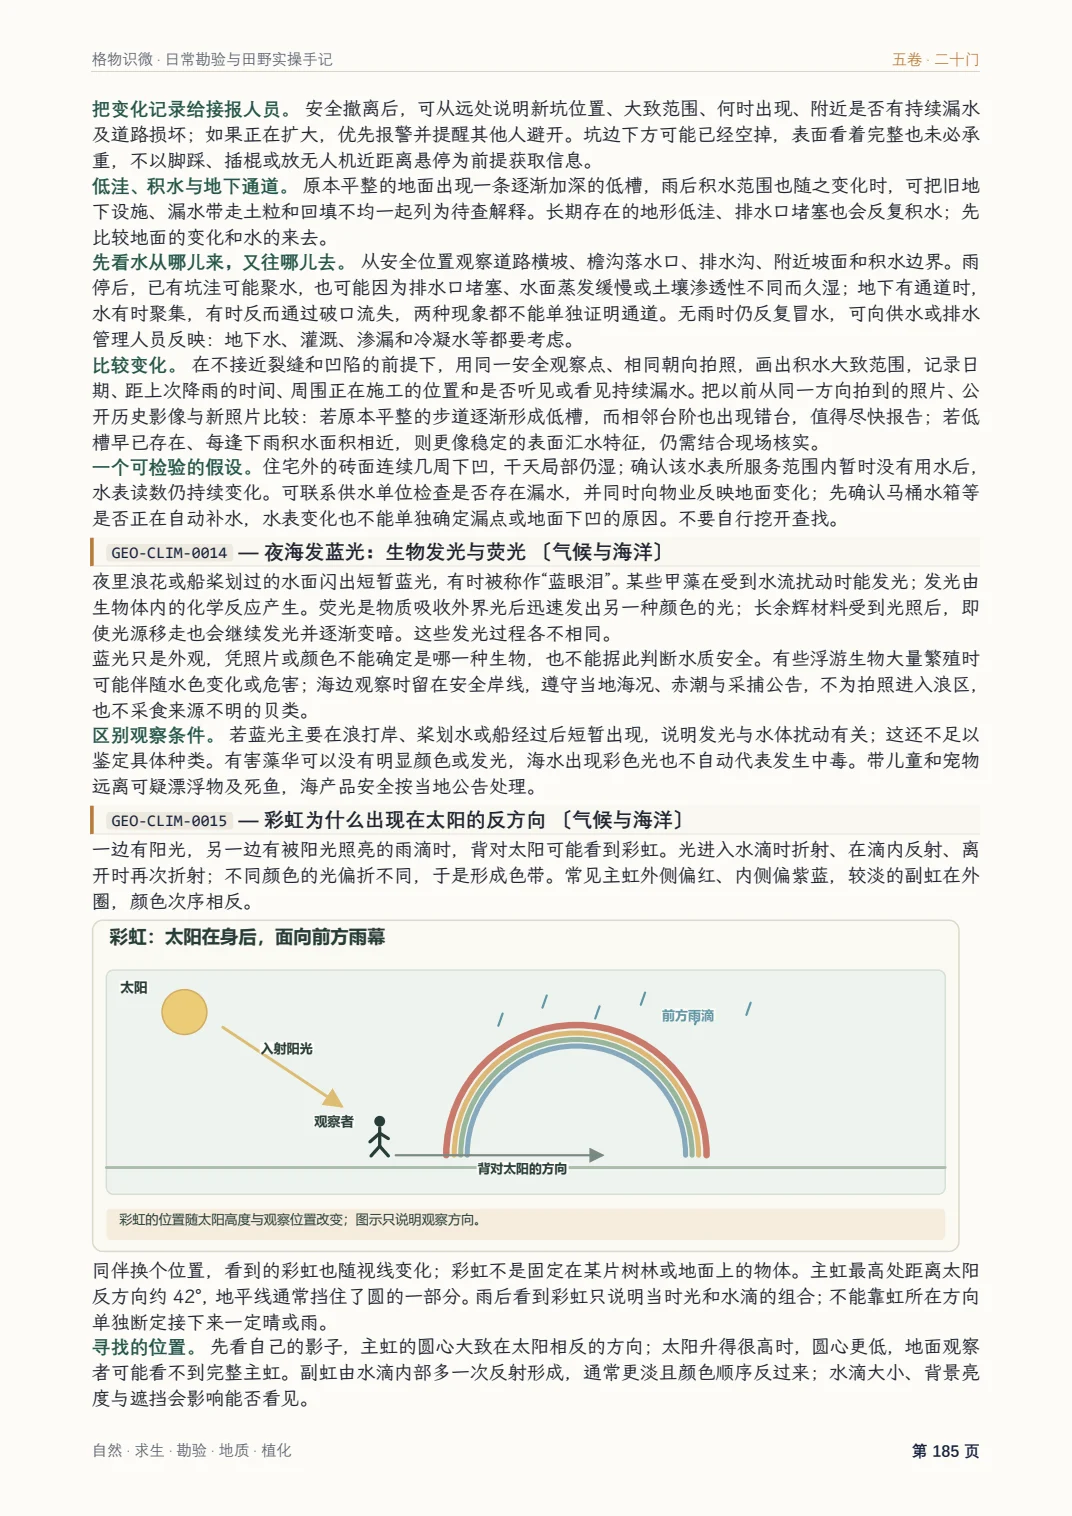 格物识微 · 日常勘验与田野实操手记
五卷 · 二十门
把变化记录给接报人员。 安全撤离后，可从远处说明新坑位置、大致范围、何时出现、附近是否有持续漏水
及道路损坏；如果正在扩大，优先报警并提醒其他人避开。坑边下方可能已经空掉，表面看着完整也未必承
重，不以脚踩、插棍或放无人机近距离悬停为前提获取信息。
低洼、积水与地下通道。 原本平整的地面出现一条逐渐加深的低槽，雨后积水范围也随之变化时，可把旧地
下设施、漏水带走土粒和回填不均一起列为待查解释。长期存在的地形低洼、排水口堵塞也会反复积水；先
比较地面的变化和水的来去。
先看水从哪儿来，又往哪儿去。 从安全位置观察道路横坡、檐沟落水口、排水沟、附近坡面和积水边界。雨
停后，已有坑洼可能聚水，也可能因为排水口堵塞、水面蒸发缓慢或土壤渗透性不同而久湿；地下有通道时，
水有时聚集，有时反而通过破口流失，两种现象都不能单独证明通道。无雨时仍反复冒水，可向供水或排水
管理人员反映：地下水、灌溉、渗漏和冷凝水等都要考虑。
比较变化。 在不接近裂缝和凹陷的前提下，用同一安全观察点、相同朝向拍照，画出积水大致范围，记录日
期、距上次降雨的时间、周围正在施工的位置和是否听见或看见持续漏水。把以前从同一方向拍到的照片、公
开历史影像与新照片比较：若原本平整的步道逐渐形成低槽，而相邻台阶也出现错台，值得尽快报告；若低
槽早已存在、每逢下雨积水面积相近，则更像稳定的表面汇水特征，仍需结合现场核实。
一个可检验的假设。 住宅外的砖面连续几周下凹，干天局部仍湿；确认该水表所服务范围内暂时没有用水后，
水表读数仍持续变化。可联系供水单位检查是否存在漏水，并同时向物业反映地面变化；先确认马桶水箱等
是否正在自动补水，水表变化也不能单独确定漏点或地面下凹的原因。不要自行挖开查找。
GEO-CLIM-0014 — 夜海发蓝光：生物发光与荧光 〔气候与海洋〕
夜里浪花或船桨划过的水面闪出短暂蓝光，有时被称作“蓝眼泪”。某些甲藻在受到水流扰动时能发光；发光由
生物体内的化学反应产生。荧光是物质吸收外界光后迅速发出另一种颜色的光；长余辉材料受到光照后，即
使光源移走也会继续发光并逐渐变暗。这些发光过程各不相同。
蓝光只是外观，凭照片或颜色不能确定是哪一种生物，也不能据此判断水质安全。有些浮游生物大量繁殖时
可能伴随水色变化或危害；海边观察时留在安全岸线，遵守当地海况、赤潮与采捕公告，不为拍照进入浪区，
也不采食来源不明的贝类。
区别观察条件。 若蓝光主要在浪打岸、桨划水或船经过后短暂出现，说明发光与水体扰动有关；这还不足以
鉴定具体种类。有害藻华可以没有明显颜色或发光，海水出现彩色光也不自动代表发生中毒。带儿童和宠物
远离可疑漂浮物及死鱼，海产品安全按当地公告处理。
GEO-CLIM-0015 — 彩虹为什么出现在太阳的反方向 〔气候与海洋〕
一边有阳光，另一边有被阳光照亮的雨滴时，背对太阳可能看到彩虹。光进入水滴时折射、在滴内反射、离
开时再次折射；不同颜色的光偏折不同，于是形成色带。常见主虹外侧偏红、内侧偏紫蓝，较淡的副虹在外
圈，颜色次序相反。
彩虹：太阳在身后，面向前方雨幕
太阳
前方雨滴
入射阳光
观察者
背对太阳的方向
彩虹的位置随太阳高度与观察位置改变；图示只说明观察方向。
同伴换个位置，看到的彩虹也随视线变化；彩虹不是固定在某片树林或地面上的物体。主虹最高处距离太阳
反方向约 42°，地平线通常挡住了圆的一部分。雨后看到彩虹只说明当时光和水滴的组合；不能靠虹所在方向
单独断定接下来一定晴或雨。
寻找的位置。 先看自己的影子，主虹的圆心大致在太阳相反的方向；太阳升得很高时，圆心更低，地面观察
者可能看不到完整主虹。副虹由水滴内部多一次反射形成，通常更淡且颜色顺序反过来；水滴大小、背景亮
度与遮挡会影响能否看见。
自然 · 求生 · 勘验 · 地质 · 植化
第 185 页